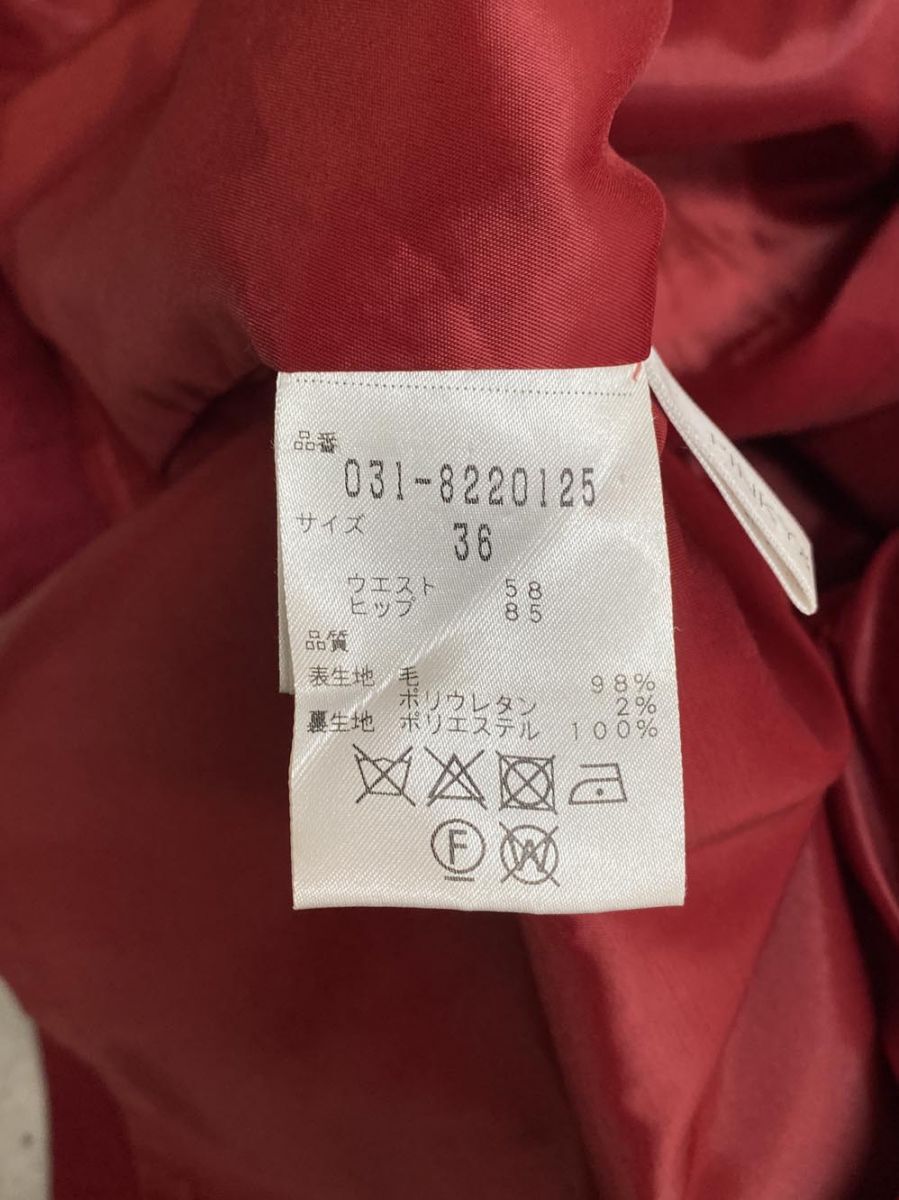 品番
031-8220125
サイズ
36
ウエスト 58
ヒップ 85
品質
表生地 毛 98%
ポリウレタン 2%
裏生地 ポリエステル 100%
F W